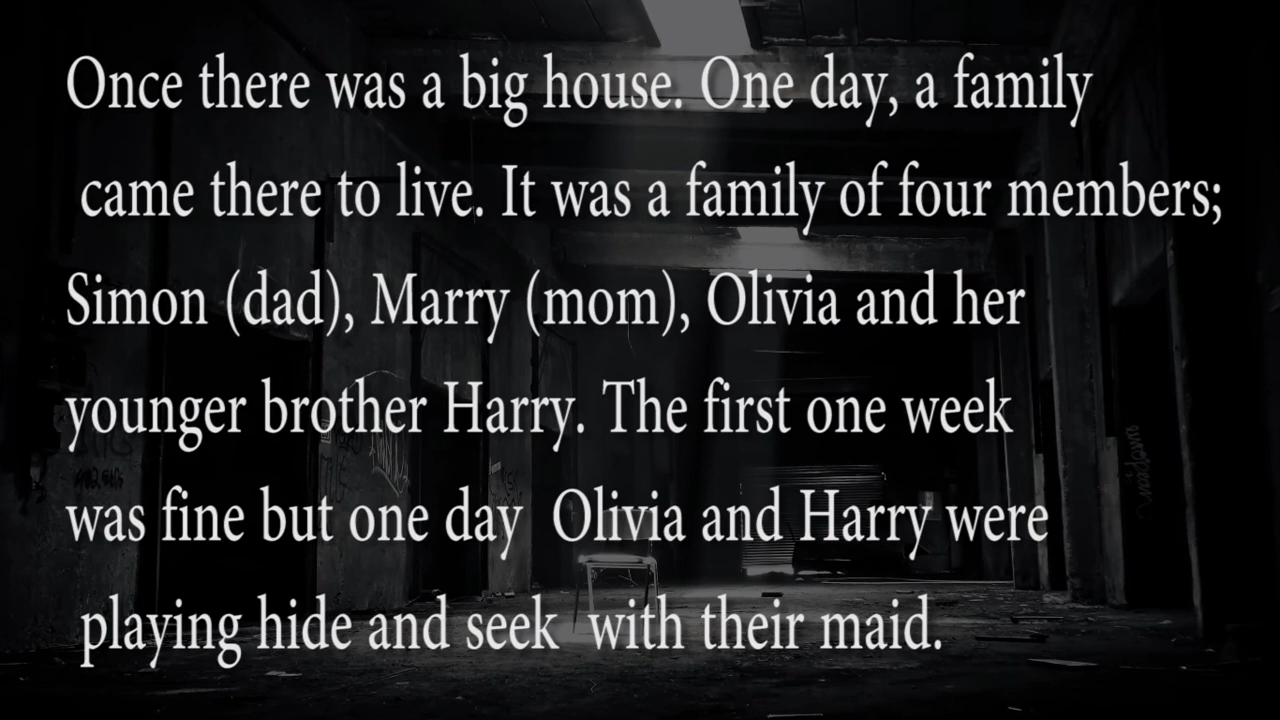 Once there was a big house. One day, a family
came there to live. It was a family of four members;
Simon (dad), Marry (mom), Olivia and her
younger brother Harry. The first one week
was fine but one day Olivia and Harry were
playing hide and seek with their maid.